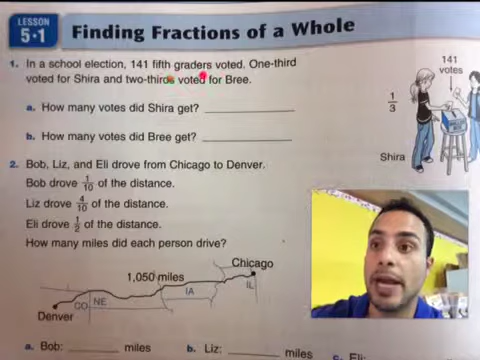 LESSON
5·1
Finding Fractions of a Whole
1. In a school election, 141 fifth graders voted. One-third
voted for Shira and two-thirds voted for Bree.
141
votes
1/3
a. How many votes did Shira get?
b. How many votes did Bree get?
Shira
2. Bob, Liz, and Eli drove from Chicago to Denver.
Bob drove 1/10 of the distance.
Liz drove 4/10 of the distance.
Eli drove 1/2 of the distance.
How many miles did each person drive?
Chicago
1,050 miles
IL
IA
NE
CO
Denver
a. Bob: ________ miles b. Liz: ________ miles c. Eli: